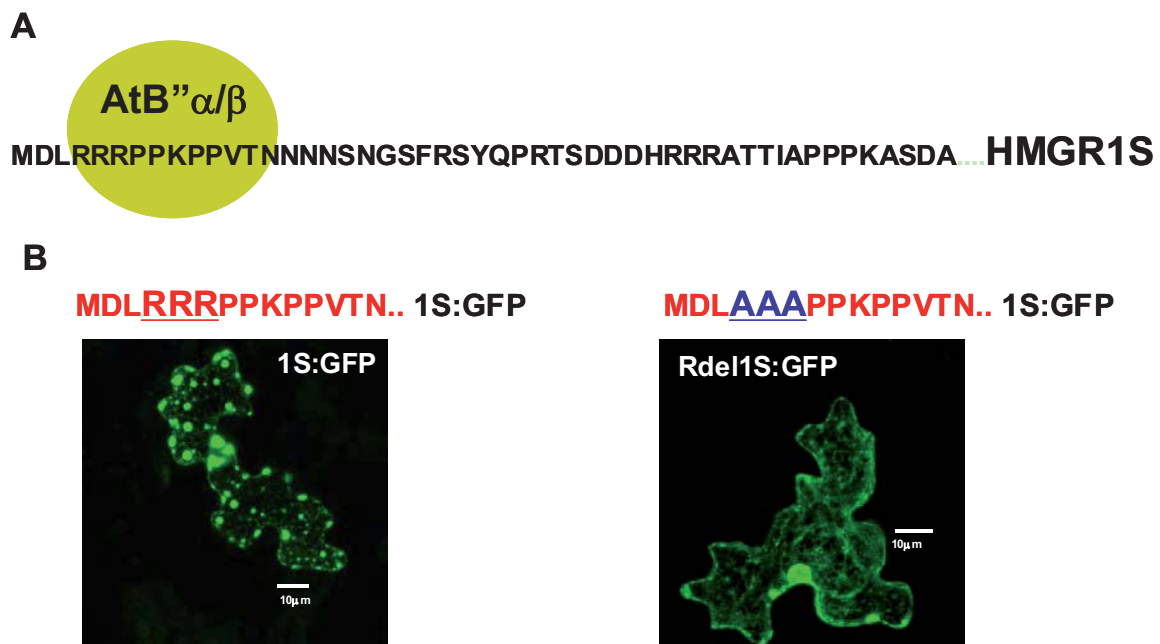 A
AtB”α/β
MDLRRRPPKPPVTNNNNSNGSFRSYQPRTSDDDHRRRATTIAPPPKASDA....HMGR1S
B
MDLRRRPPKPPVTN.. 1S:GFP
MDLAAAPPKPPVTN.. 1S:GFP
1S:GFP
10μm
Rdel1S:GFP
10μm